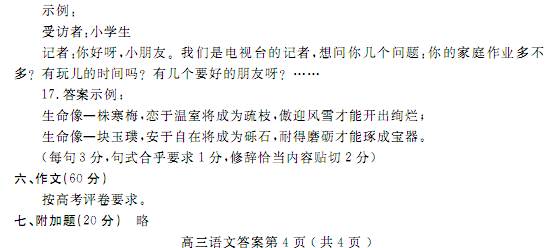 示例：
受访者：小学生
记者：你好呀，小朋友。我们是电视台的记者，想问你几个问题：你的家庭作业多不
多？有玩儿的时间吗？有几个要好的朋友呀？……
17.答案示例：
生命像一株寒梅，恋于温室将成为疏枝，傲迎风雪才能开出绚烂；
生命像一块玉璞，安于自在将成为砾石，耐得磨砺才能琢成宝器。
（每句3分，句式合乎要求1分，修辞恰当内容贴切2分）
六、作文（60分）
按高考评卷要求。
七、附加题（20分） 略
高三语文答案第4页（共4页）